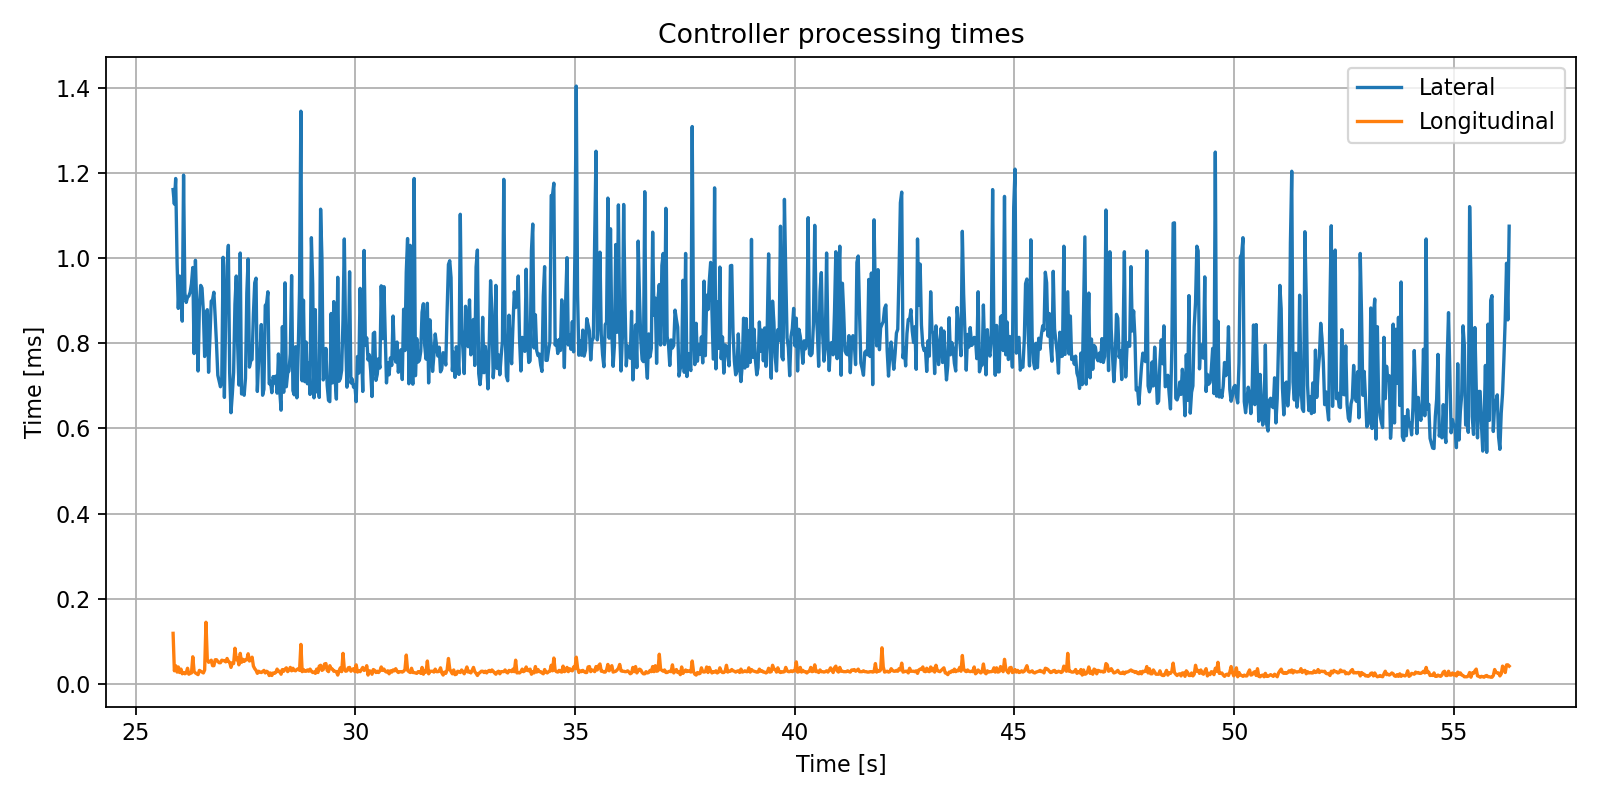 Controller processing times
Lateral
Longitudinal
Time [ms]
1.4
1.2
1.0
0.8
0.6
0.4
0.2
0.0
25 30 35 40 45 50 55
Time [s]